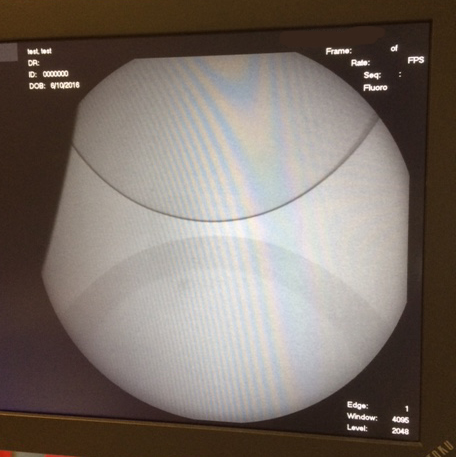 test, test
DR:
ID: 0000000
DOB: 6/10/2016
Frame: of
Rate: FPS
Seq: :
Fluoro
Edge: 1
Window: 4095
Level: 2048